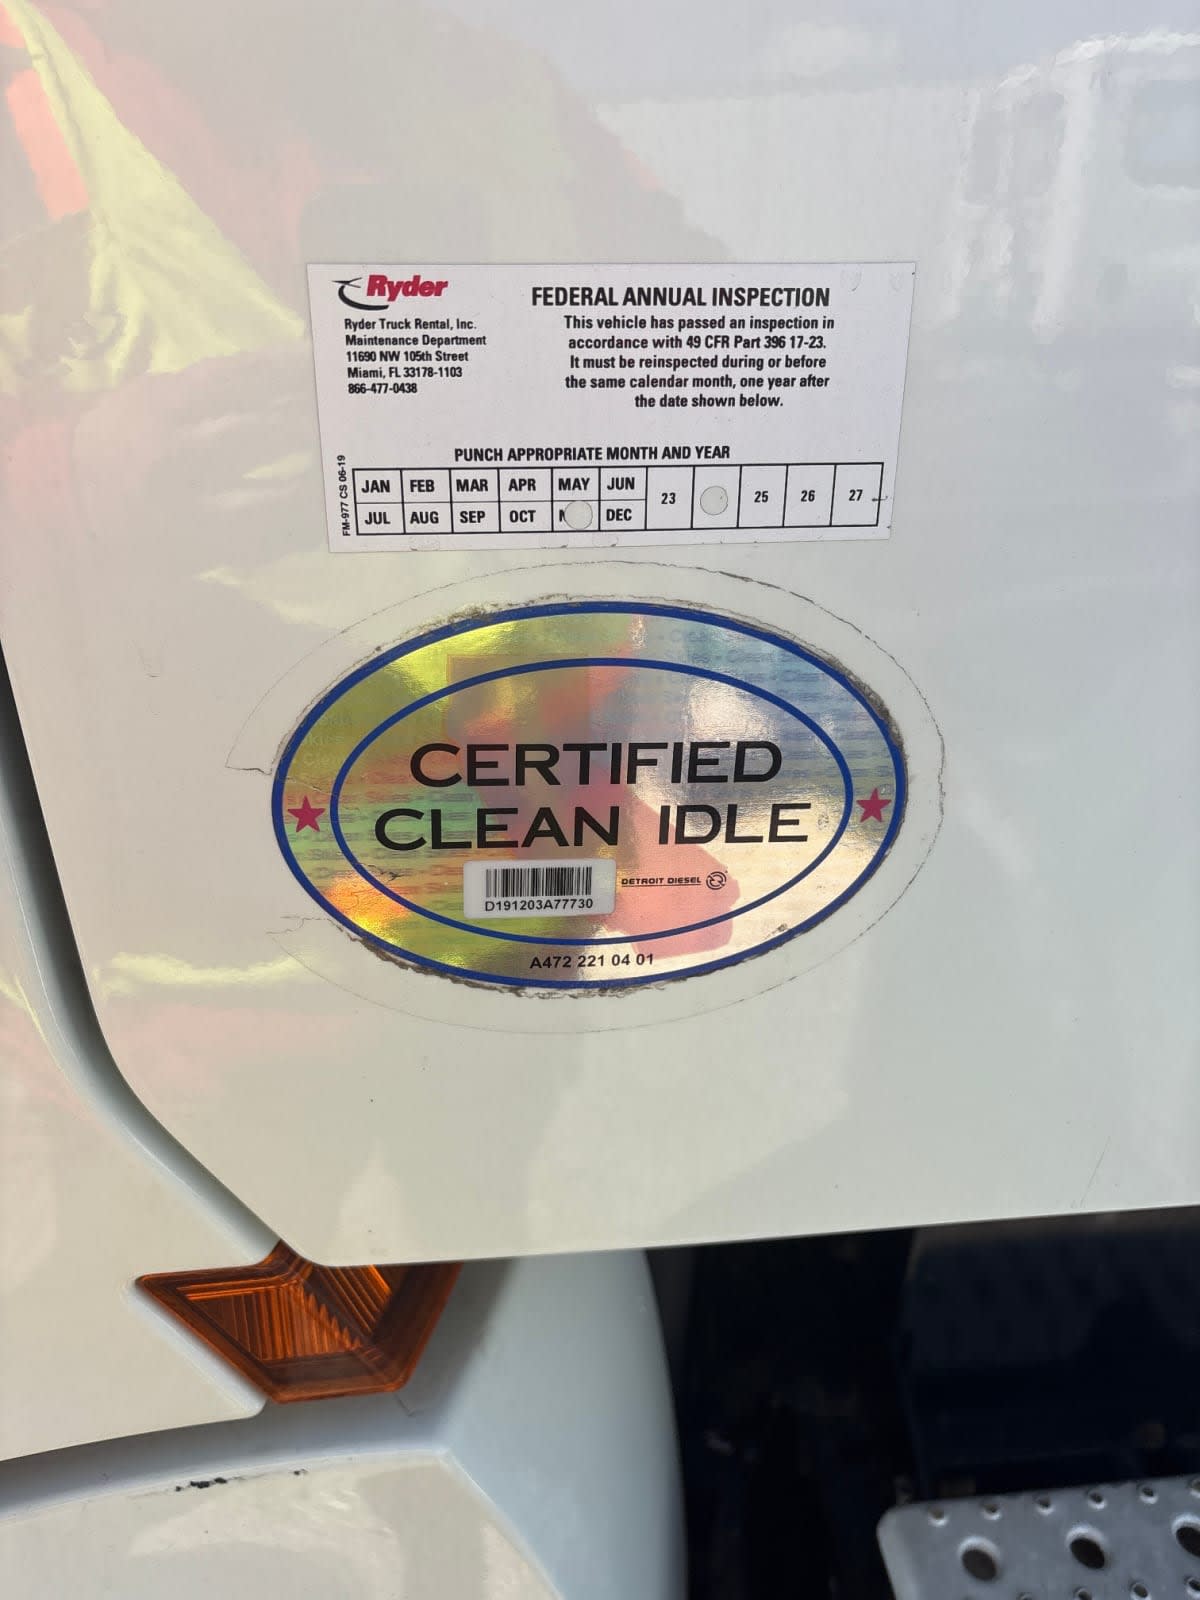 Ryder
Ryder Truck Rental, Inc.
Maintenance Department
11690 NW 105th Street
Miami, FL 33178-1103
866-477-0438
FEDERAL ANNUAL INSPECTION
This vehicle has passed an inspection in
accordance with 49 CFR Part 396 17-23.
It must be reinspected during or before
the same calendar month, one year after
the date shown below.
FM-977 CS 06-19
PUNCH APPROPRIATE MONTH AND YEAR
JAN FEB MAR APR MAY JUN
23 25 26 27
JUL AUG SEP OCT N DEC
CERTIFIED
CLEAN IDLE
DETROIT DIESEL
D191203A77730
A472 221 04 01